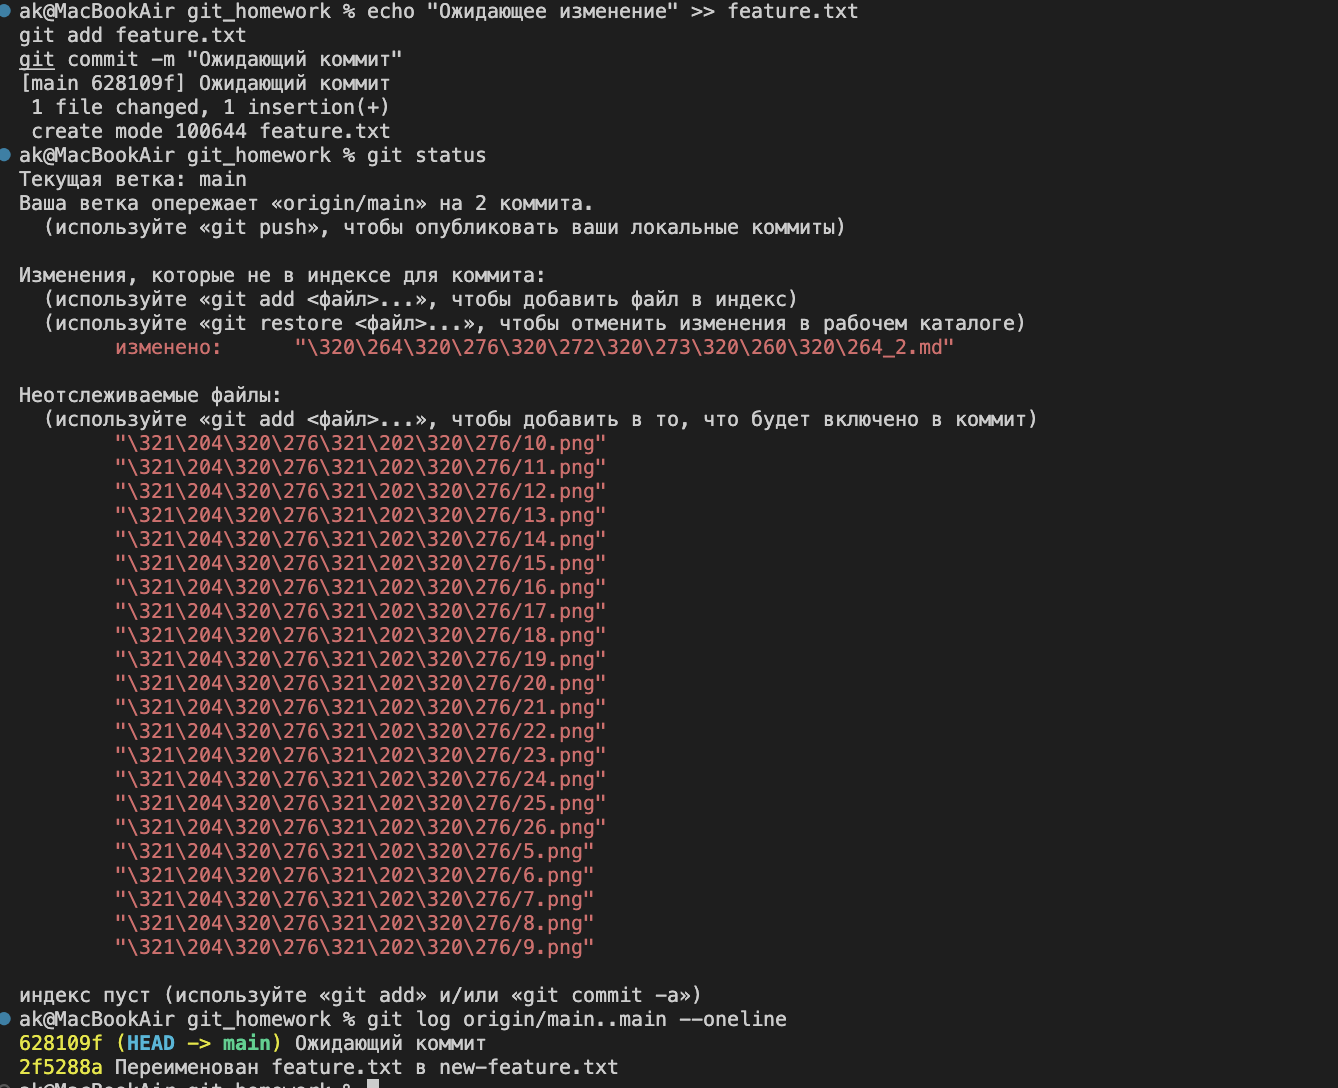 ak@MacBookAir git_homework % echo "Ожидающее изменение" >> feature.txt
git add feature.txt
git commit -m "Ожидающий коммит"
[main 628109f] Ожидающий коммит
 1 file changed, 1 insertion(+)
 create mode 100644 feature.txt
ak@MacBookAir git_homework % git status
Текущая ветка: main
Ваша ветка опережает «origin/main» на 2 коммита.
  (используйте «git push», чтобы опубликовать ваши локальные коммиты)
Изменения, которые не в индексе для коммита:
  (используйте «git add <файл>...», чтобы добавить файл в индекс)
  (используйте «git restore <файл>...», чтобы отменить изменения в рабочем каталоге)
        изменено:      "\320\264\320\276\320\272\320\273\320\260\320\264_2.md"
Неотслеживаемые файлы:
  (используйте «git add <файл>...», чтобы добавить в то, что будет включено в коммит)
        "\321\204\320\276\321\202\320\276/10.png"
        "\321\204\320\276\321\202\320\276/11.png"
        "\321\204\320\276\321\202\320\276/12.png"
        "\321\204\320\276\321\202\320\276/13.png"
        "\321\204\320\276\321\202\320\276/14.png"
        "\321\204\320\276\321\202\320\276/15.png"
        "\321\204\320\276\321\202\320\276/16.png"
        "\321\204\320\276\321\202\320\276/17.png"
        "\321\204\320\276\321\202\320\276/18.png"
        "\321\204\320\276\321\202\320\276/19.png"
        "\321\204\320\276\321\202\320\276/20.png"
        "\321\204\320\276\321\202\320\276/21.png"
        "\321\204\320\276\321\202\320\276/22.png"
        "\321\204\320\276\321\202\320\276/23.png"
        "\321\204\320\276\321\202\320\276/24.png"
        "\321\204\320\276\321\202\320\276/25.png"
        "\321\204\320\276\321\202\320\276/26.png"
        "\321\204\320\276\321\202\320\276/5.png"
        "\321\204\320\276\321\202\320\276/6.png"
        "\321\204\320\276\321\202\320\276/7.png"
        "\321\204\320\276\321\202\320\276/8.png"
        "\321\204\320\276\321\202\320\276/9.png"
индекс пуст (используйте «git add» и/или «git commit -a»)
ak@MacBookAir git_homework % git log origin/main..main --oneline
628109f (HEAD -> main) Ожидающий коммит
2f5288a Переименован feature.txt в new-feature.txt
ak@MacBookAir git_homework %